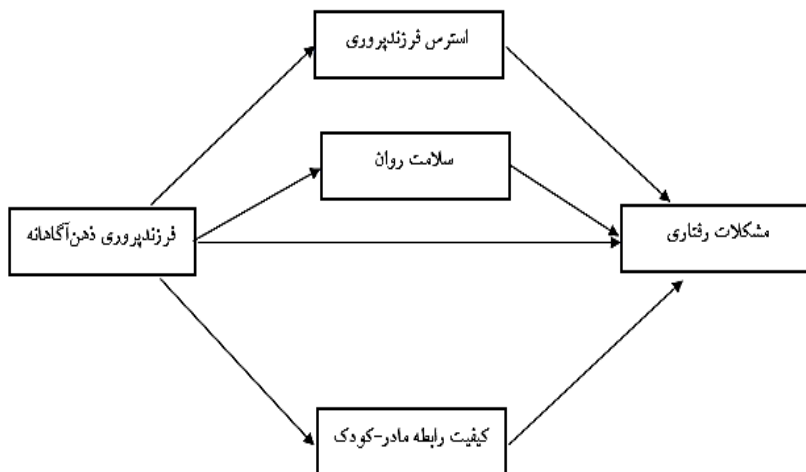 استرس فرزندپروری
سلامت روان
فرزندپروری ذهن‌آگاهانه
مشکلات رفتاری
کیفیت رابطه مادر-کودک